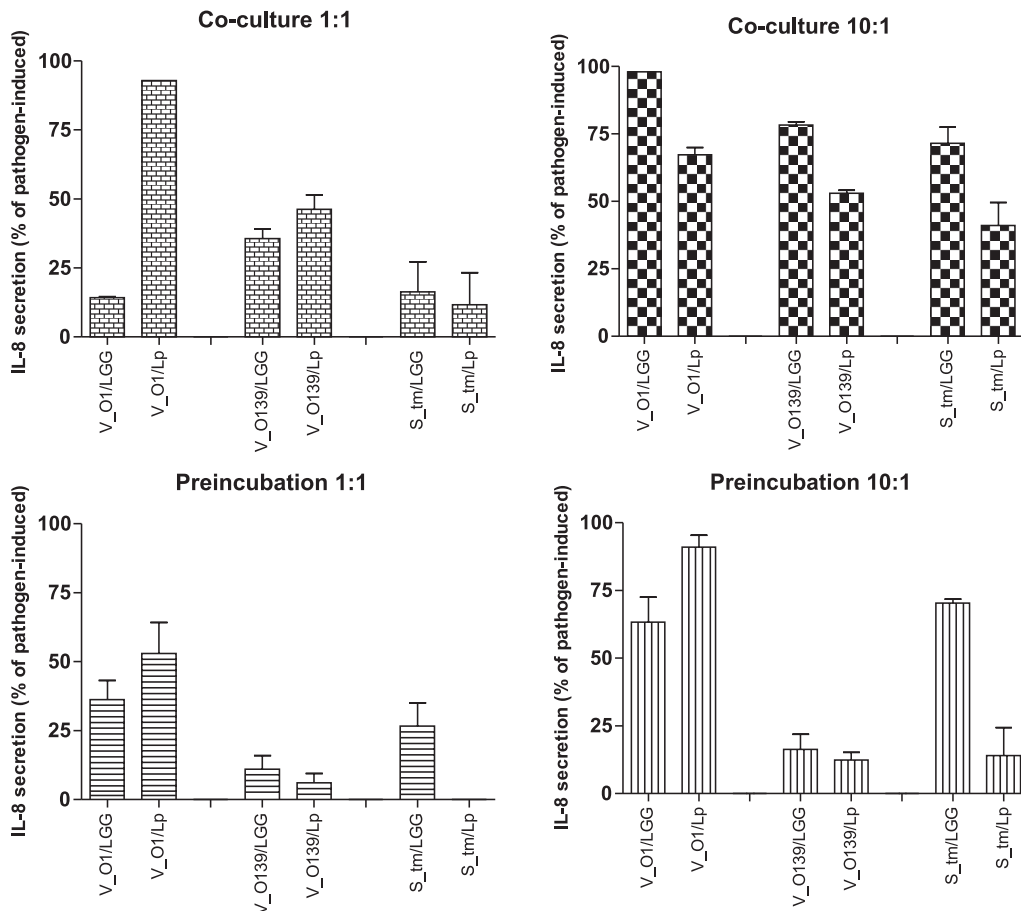 Co-culture 1:1
IL-8 secretion (% of pathogen-induced)
100
75
50
25
0
V_O1/LGG
V_O1/Lp
V_O139/LGG
V_O139/Lp
S_tm/LGG
S_tm/Lp
Co-culture 10:1
IL-8 secretion (% of pathogen-induced)
100
75
50
25
0
V_O1/LGG
V_O1/Lp
V_O139/LGG
V_O139/Lp
S_tm/LGG
S_tm/Lp
Preincubation 1:1
IL-8 secretion (% of pathogen-induced)
100
75
50
25
0
V_O1/LGG
V_O1/Lp
V_O139/LGG
V_O139/Lp
S_tm/LGG
S_tm/Lp
Preincubation 10:1
IL-8 secretion (% of pathogen-induced)
100
75
50
25
0
V_O1/LGG
V_O1/Lp
V_O139/LGG
V_O139/Lp
S_tm/LGG
S_tm/Lp